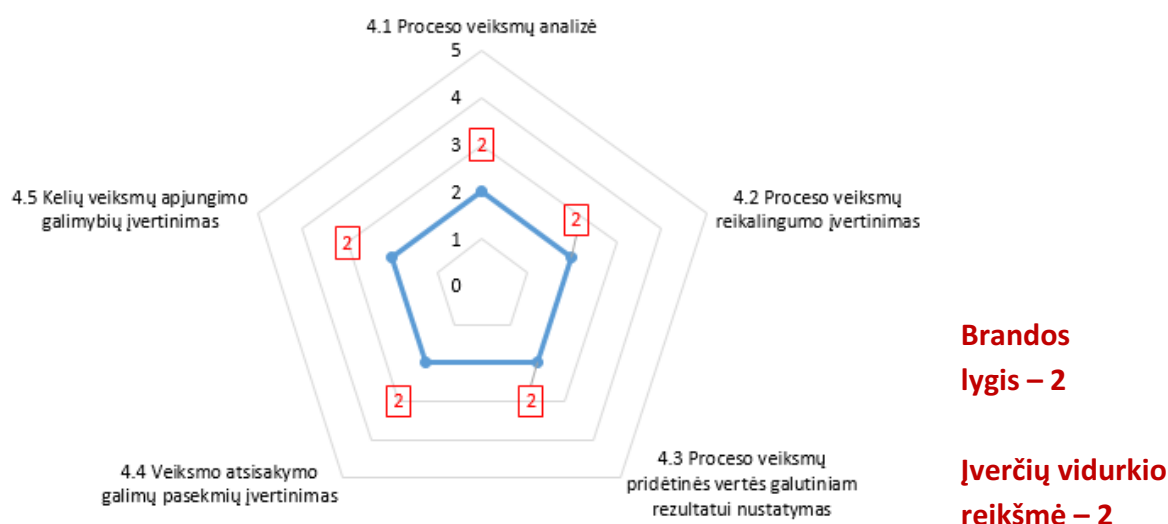 4.1 Proceso veiksmų analizė
5
4
3
2
2
1
0
4.2 Proceso veiksmų
reikalingumo įvertinimas
2
4.3 Proceso veiksmų
pridėtinės vertės galutiniam
rezultatui nustatymas
2
4.4 Veiksmo atsisakymo
galimų pasekmių įvertinimas
2
4.5 Kelių veiksmų apjungimo
galimybių įvertinimas
2
Brandos
lygis – 2
Įverčių vidurkio
reikšmė – 2